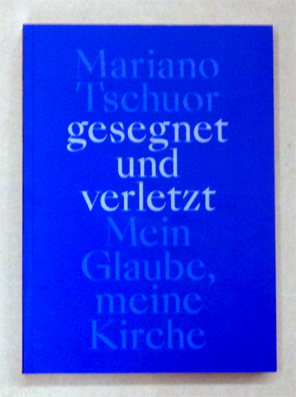 Mariano
Tschuor
gesegnet
und
verletzt
Mein
Glaube,
meine
Kirche